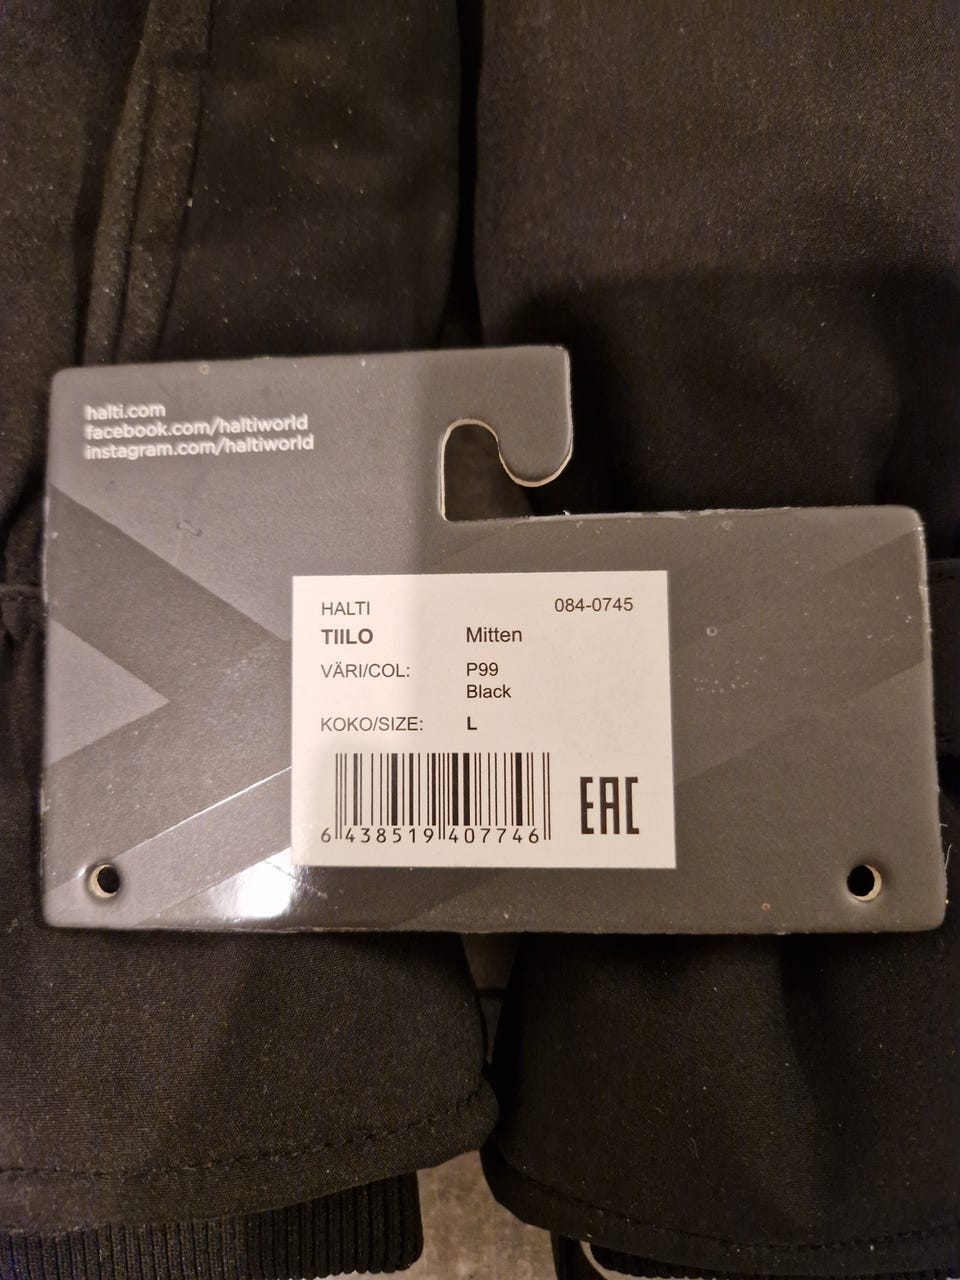 halti.com
facebook.com/haltiworld
instagram.com/haltiworld
HALTI 084-0745
TIILO Mitten
VÄRI/COL: P99
Black
KOKO/SIZE: L
6 438519 407746
EAC